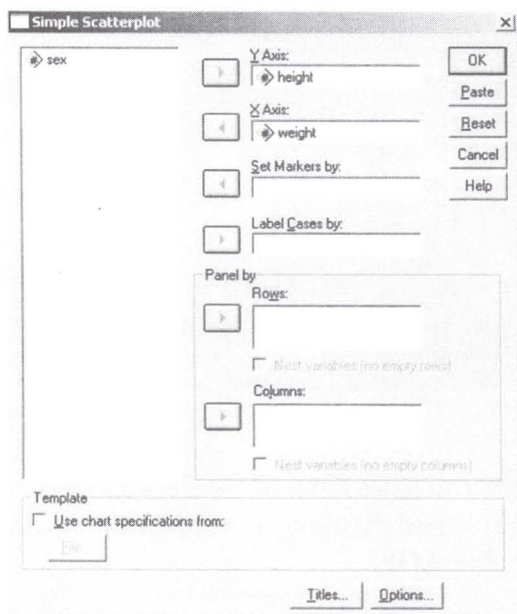 Simple Scatterplot
sex
Y Axis:
height
X Axis:
weight
Set Markers by:
Label Cases by:
Panel by
Rows:
Nest variables (no empty rows)
Columns:
Nest variables (no empty columns)
OK
Paste
Reset
Cancel
Help
Template
Use chart specifications from:
File...
Titles...
Options...